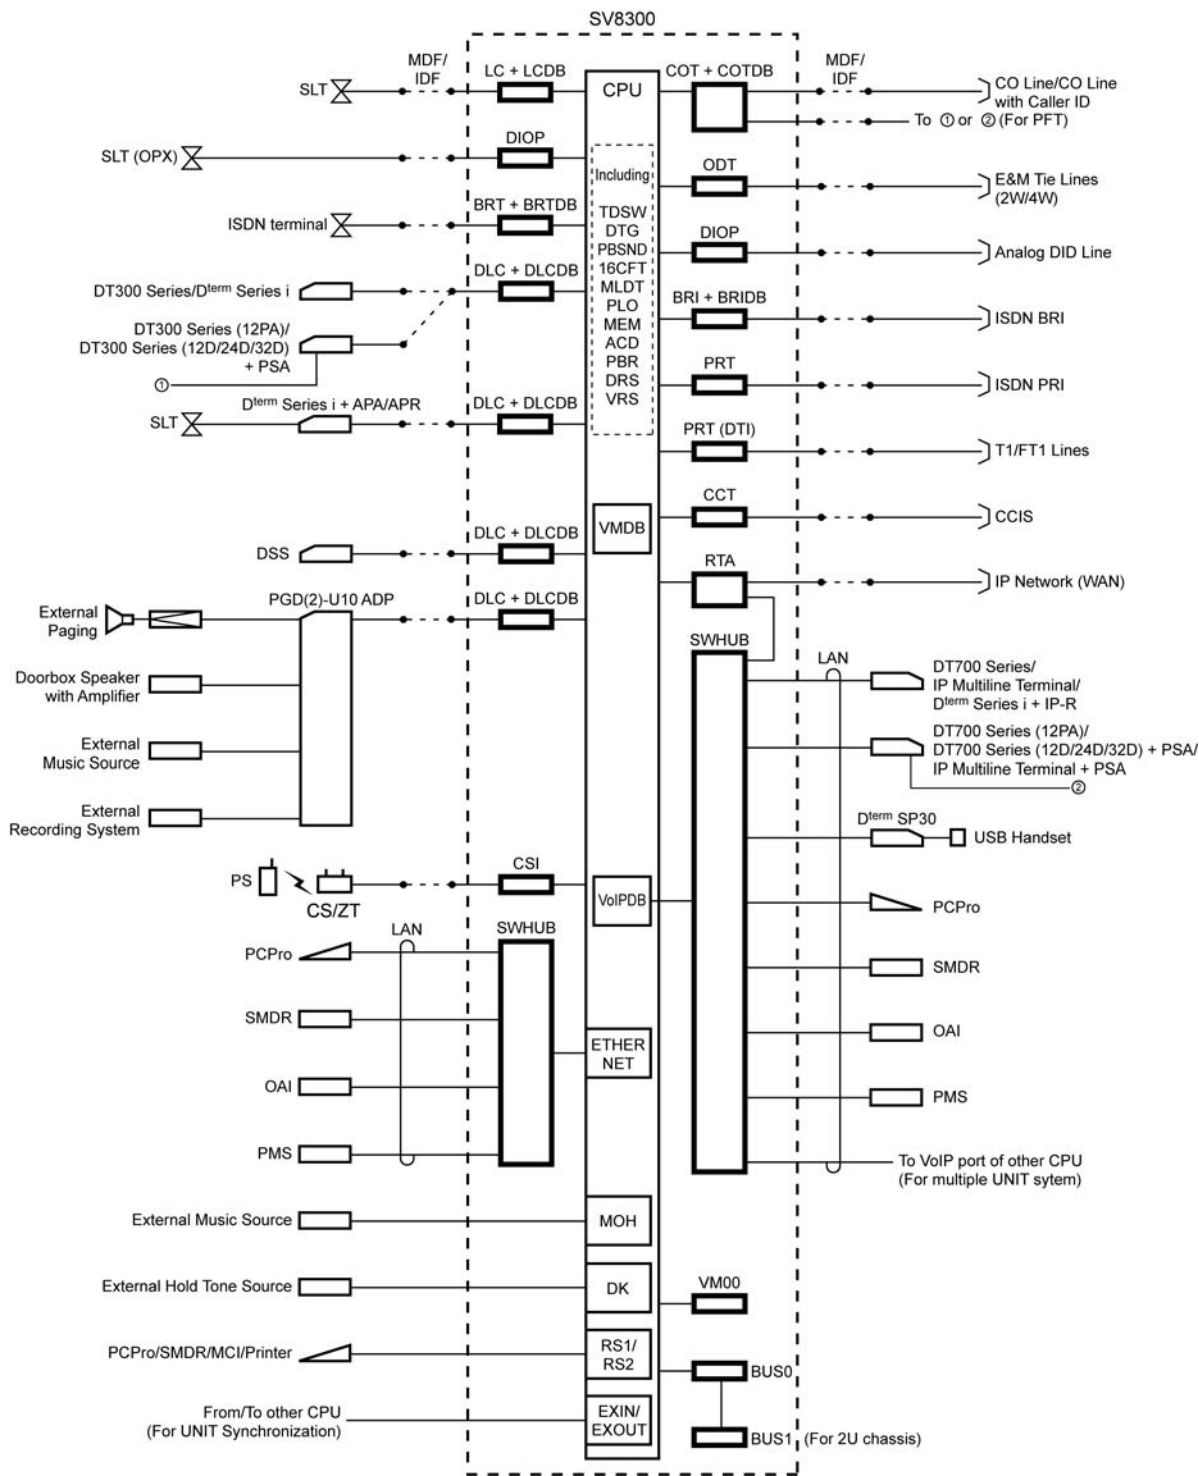 SV8300
MDF/
IDF
LC + LCDB
SLT
CPU
COT + COTDB
MDF/
IDF
CO Line/CO Line
with Caller ID
To ① or ② (For PFT)
SLT (OPX)
DIOP
Including
TDSW
DTG
PBSND
16CFT
MLDT
PLO
MEM
ACD
PBR
DRS
VRS
ODT
E&M Tie Lines
(2W/4W)
ISDN terminal
BRT + BRTDB
DIOP
Analog DID Line
DT300 Series/Dterm Series i
DLC + DLCDB
BRI + BRIDB
ISDN BRI
DT300 Series (12PA)/
DT300 Series (12D/24D/32D)
+ PSA
①
PRT
ISDN PRI
SLT
Dterm Series i + APA/APR
DLC + DLCDB
PRT (DTI)
T1/FT1 Lines
VMDB
CCT
CCIS
DSS
DLC + DLCDB
RTA
IP Network (WAN)
External
Paging
PGD(2)-U10 ADP
DLC + DLCDB
SWHUB
LAN
DT700 Series/
IP Multiline Terminal/
Dterm Series i + IP-R
Doorbox Speaker
with Amplifier
External
Music Source
DT700 Series (12PA)/
DT700 Series (12D/24D/32D) + PSA/
IP Multiline Terminal + PSA
②
External
Recording System
Dterm SP30
USB Handset
PS
CS/ZT
CSI
VoIPDB
PCPro
LAN
SWHUB
PCPro
SMDR
SMDR
OAI
ETHER
NET
OAI
PMS
PMS
To VoIP port of other CPU
(For multiple UNIT sytem)
External Music Source
MOH
External Hold Tone Source
DK
VM00
PCPro/SMDR/MCI/Printer
RS1/
RS2
BUS0
From/To other CPU
(For UNIT Synchronization)
EXIN/
EXOUT
BUS1 (For 2U chassis)